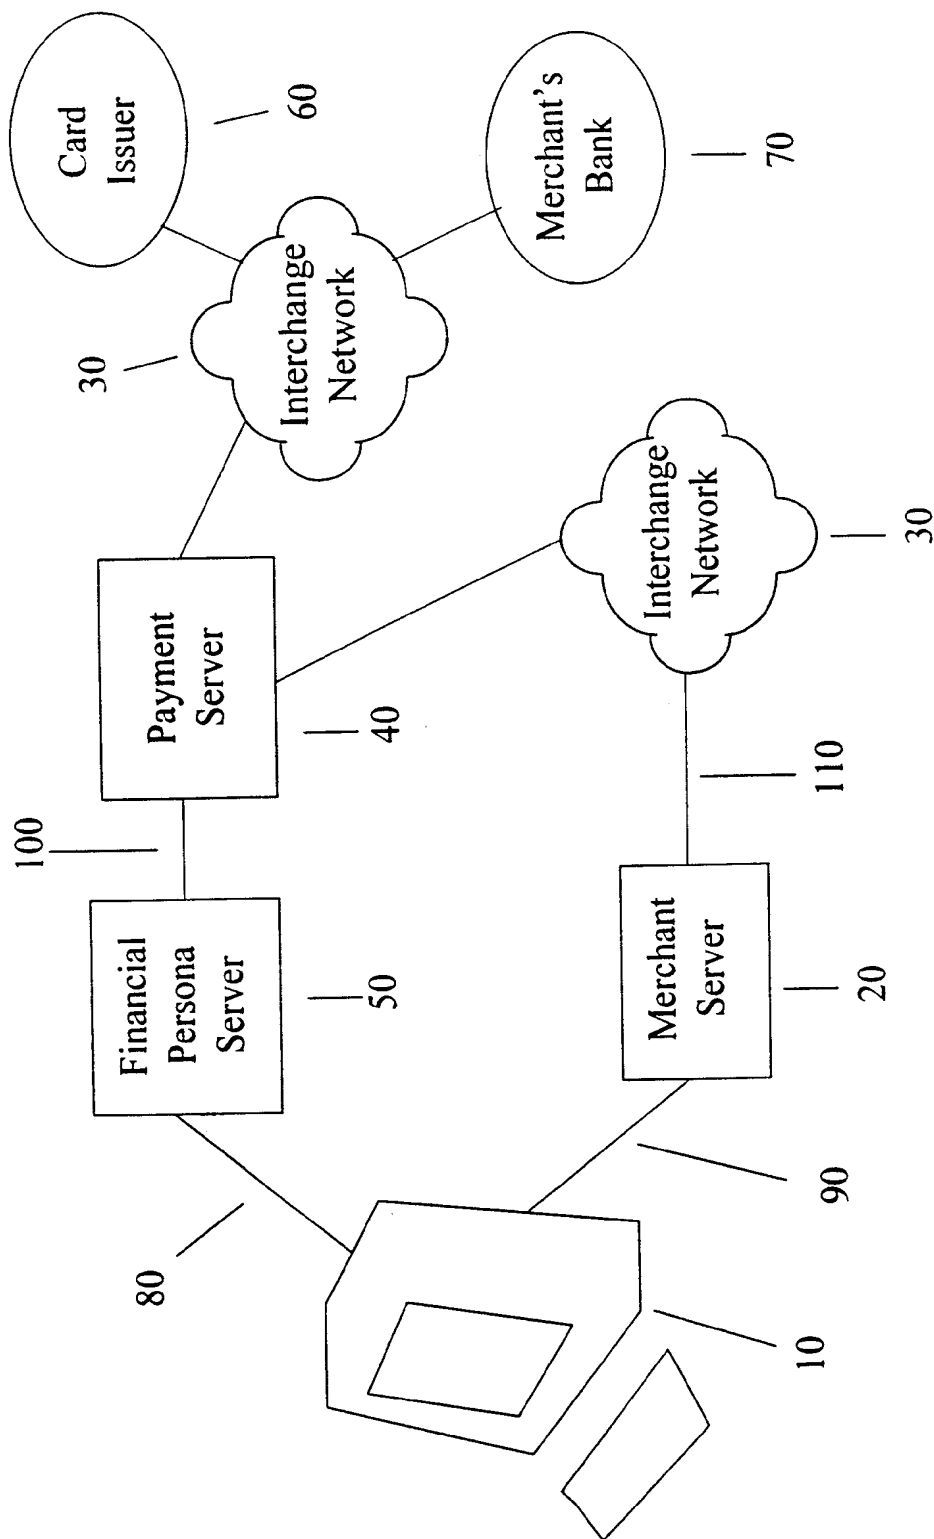 100
30
Card
Issuer
60
80
Financial
Persona
Server
50
Payment
Server
40
Interchange
Network
Merchant's
Bank
70
10
90
Merchant
Server
20
110
Interchange
Network
30